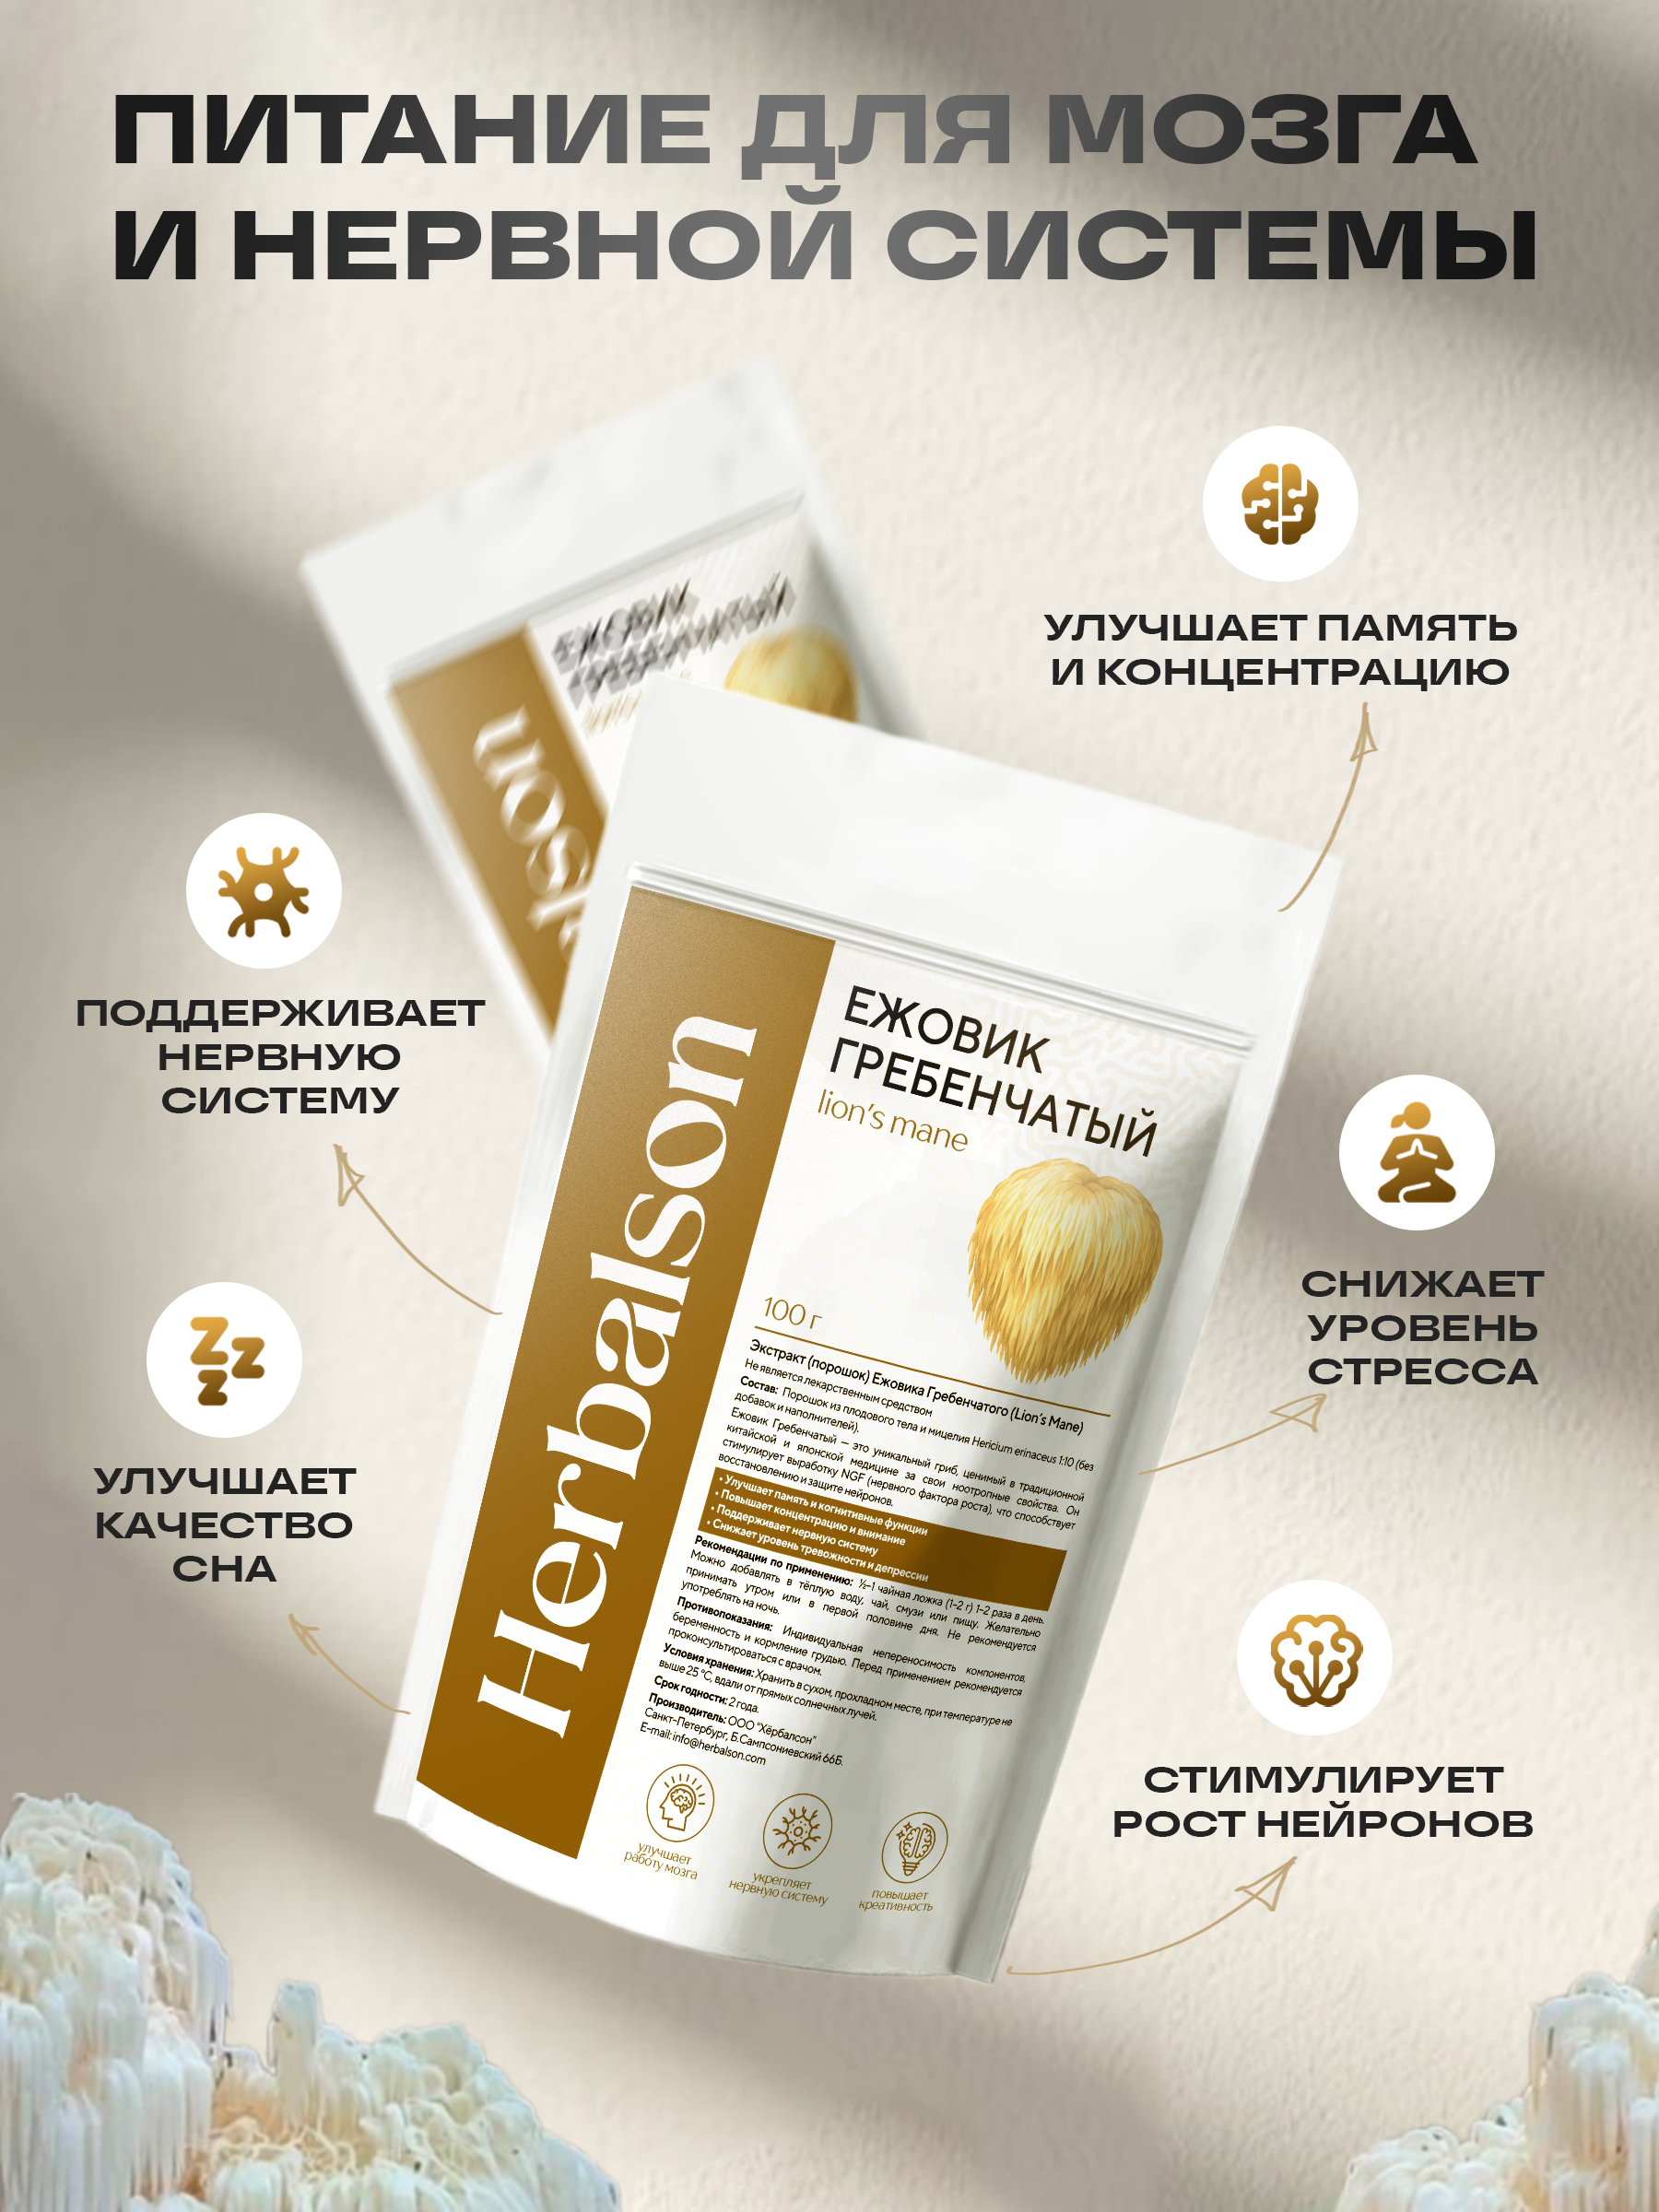 ПИТАНИЕ ДЛЯ МОЗГА
И НЕРВНОЙ СИСТЕМЫ
УЛУЧШАЕТ ПАМЯТЬ
И КОНЦЕНТРАЦИЮ
ПОДДЕРЖИВАЕТ
НЕРВНУЮ
СИСТЕМУ
СНИЖАЕТ
УРОВЕНЬ
СТРЕССА
УЛУЧШАЕТ
КАЧЕСТВО
СНА
СТИМУЛИРУЕТ
РОСТ НЕЙРОНОВ
ZZZ
Herbalson
ЕЖОВИК
ГРЕБЕНЧАТЫЙ
lion's mane
100 г
Экстракт (порошок) Ежовика Гребенчатого (Lion's Mane)
Не является лекарственным средством
Состав: Порошок из плодового тела и мицелия Hericium erinaceus 1:10 (без
добавок и наполнителей).
Ежовик Гребенчатый – это уникальный гриб, ценимый в традиционной
китайской и японской медицине за свои ноотропные свойства. Он
стимулирует выработку NGF (нервного фактора роста), что способствует
восстановлению и защите нейронов.
• Улучшает память и когнитивные функции
• Повышает концентрацию и внимание
• Поддерживает нервную систему
• Снижает уровень тревожности и депрессии
Рекомендации по применению: ½–1 чайная ложка (1–2 г) 1–2 раза в день.
Можно добавлять в тёплую воду, чай, смузи или пищу. Желательно
принимать утром или в первой половине дня. Не рекомендуется
употреблять на ночь.
Противопоказания: Индивидуальная непереносимость компонентов,
беременность и кормление грудью. Перед применением рекомендуется
проконсультироваться с врачом.
Условия хранения: Хранить в сухом, прохладном месте, при температуре не
выше 25 °C, вдали от прямых солнечных лучей.
Срок годности: 2 года.
Производитель: ООО "Хёрбалсон"
Санкт-Петербург, Б.Сампсониевский 66Б.
E-mail: info@herbalson.com
улучшает
работу мозга
укрепляет
нервную систему
повышает
креативность